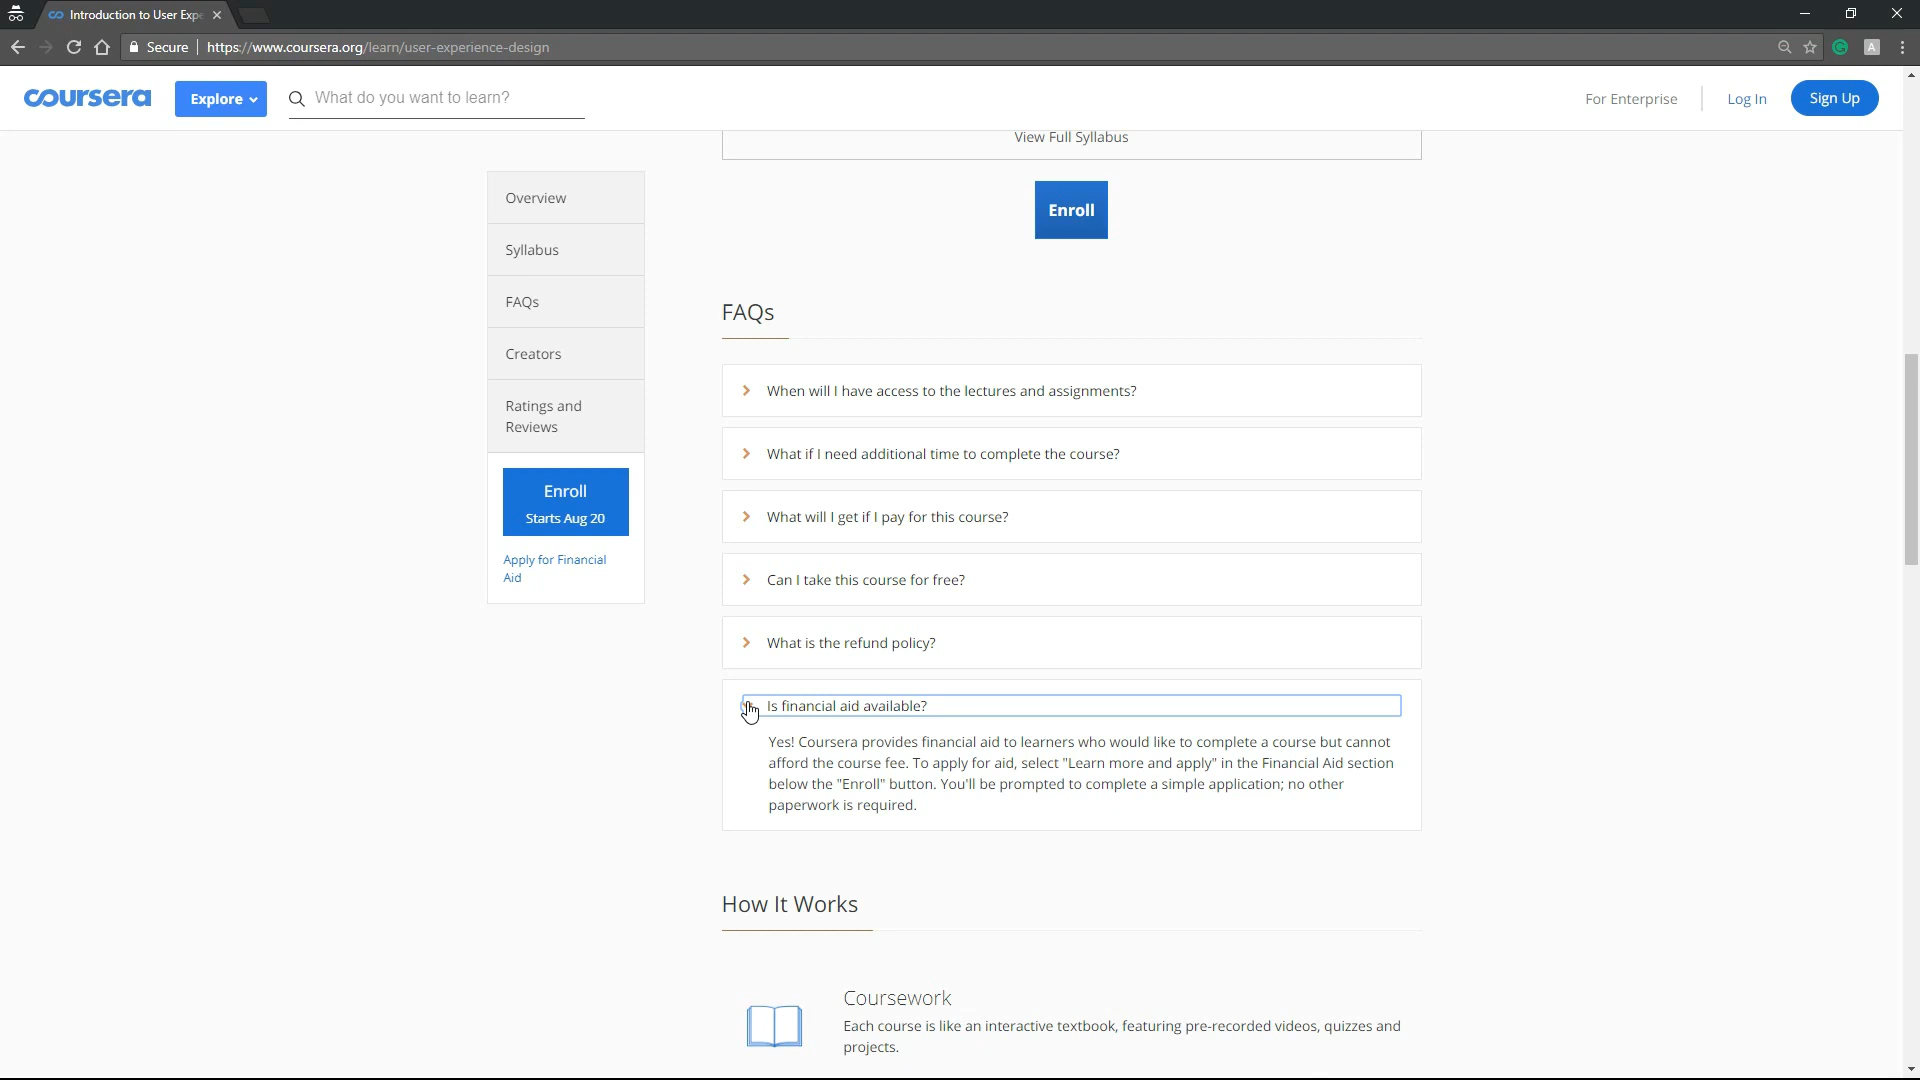 Introduction to User Expe
Secure
https://www.coursera.org/learn/user-experience-design
A
coursera
Explore
What do you want to learn?
For Enterprise
Log In
Sign Up
View Full Syllabus
Enroll
Overview
Syllabus
FAQs
Creators
Ratings and
Reviews
Enroll
Starts Aug 20
Apply for Financial
Aid
FAQs
When will I have access to the lectures and assignments?
What if I need additional time to complete the course?
What will I get if I pay for this course?
Can I take this course for free?
What is the refund policy?
Is financial aid available?
Yes! Coursera provides financial aid to learners who would like to complete a course but cannot
afford the course fee. To apply for aid, select "Learn more and apply" in the Financial Aid section
below the "Enroll" button. You'll be prompted to complete a simple application; no other
paperwork is required.
How It Works
Coursework
Each course is like an interactive textbook, featuring pre-recorded videos, quizzes and
projects.